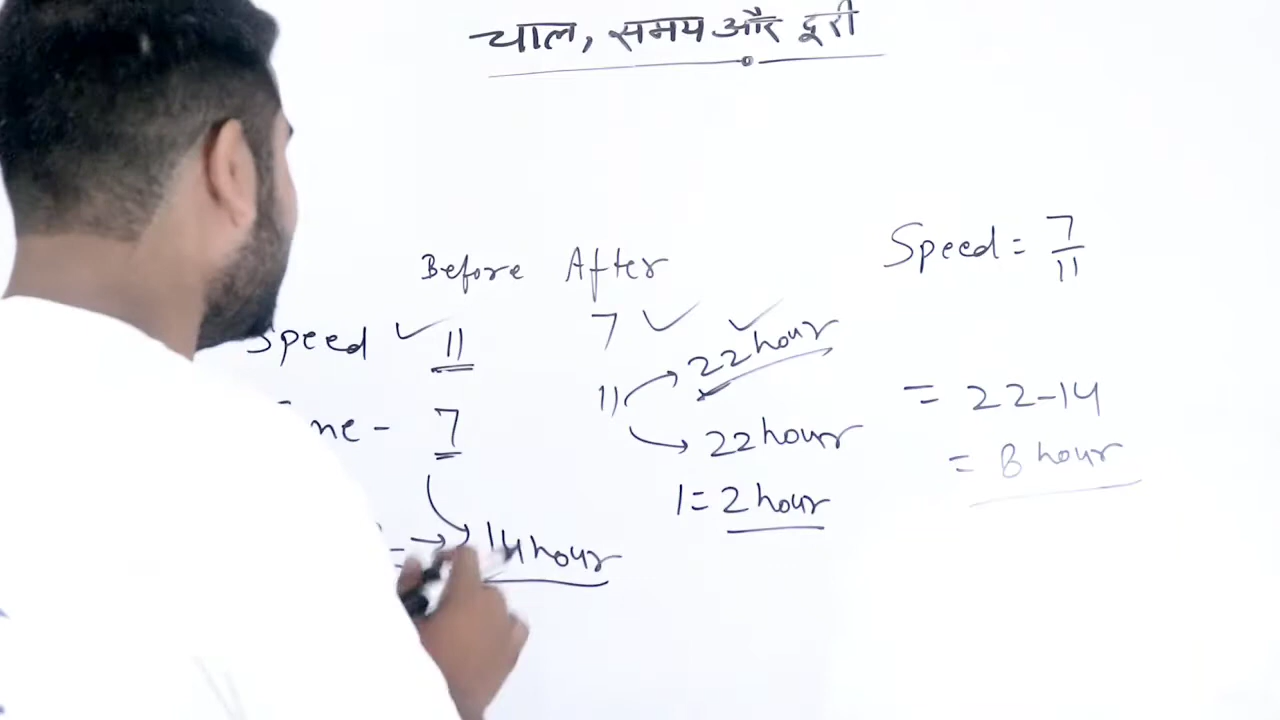 चाल, समय और दूरी
Before After
Speed = 7/11
Speed 11 7
22 hour
7 11
22 hour
= 22-14
= 8 hour
1 = 2 hour
14 hour